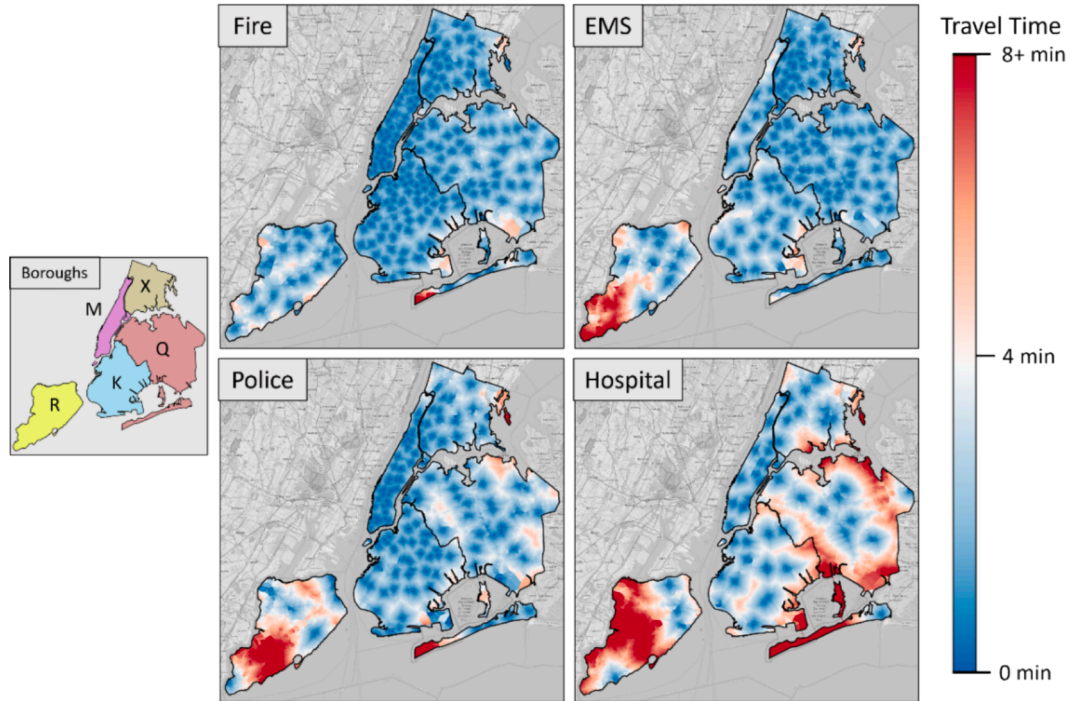 Fire
EMS
Travel Time
8+ min
Boroughs
X
M
Q
K
R
4 min
Police
Hospital
0 min